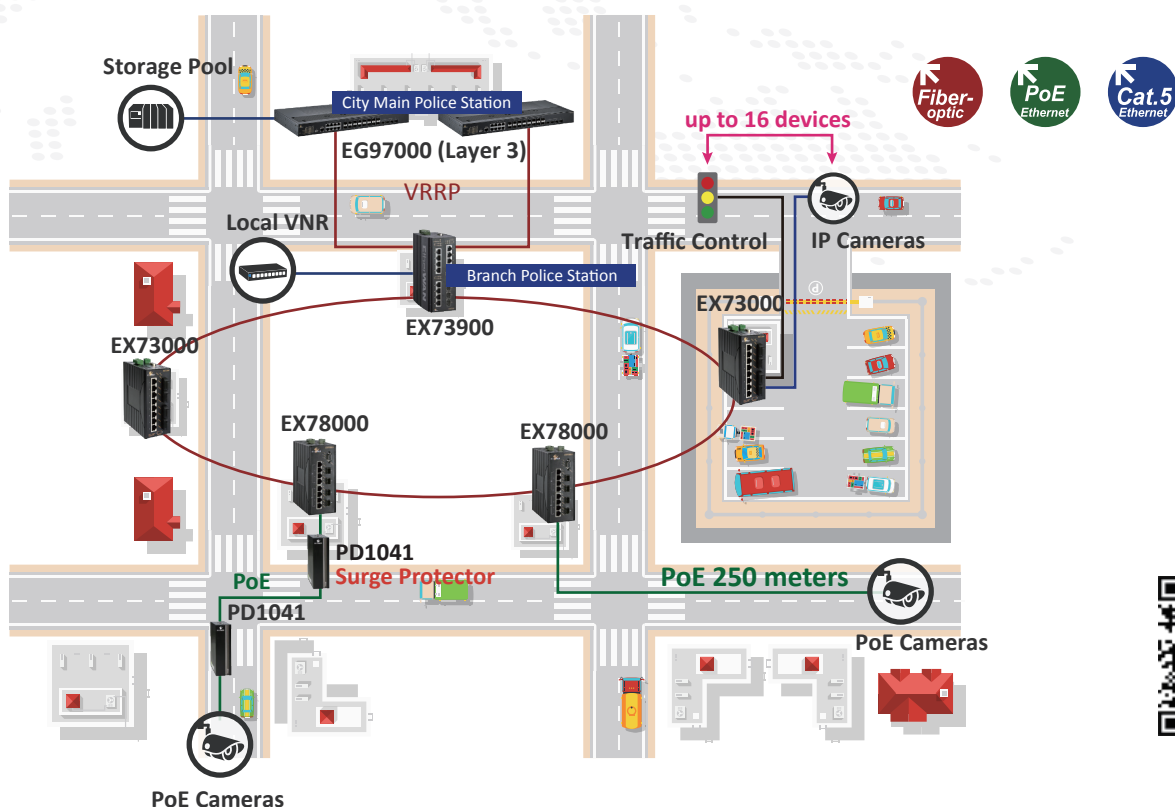 Storage Pool
City Main Police Station
EG97000 (Layer 3)
VRRP
up to 16 devices
Fiber-
optic
PoE
Ethernet
Cat.5
Ethernet
Local VNR
Traffic Control
IP Cameras
Branch Police Station
EX73900
EX73000
EX73000
EX78000
EX78000
PD1041
Surge Protector
PoE
PD1041
PoE 250 meters
PoE Cameras
PoE Cameras
P